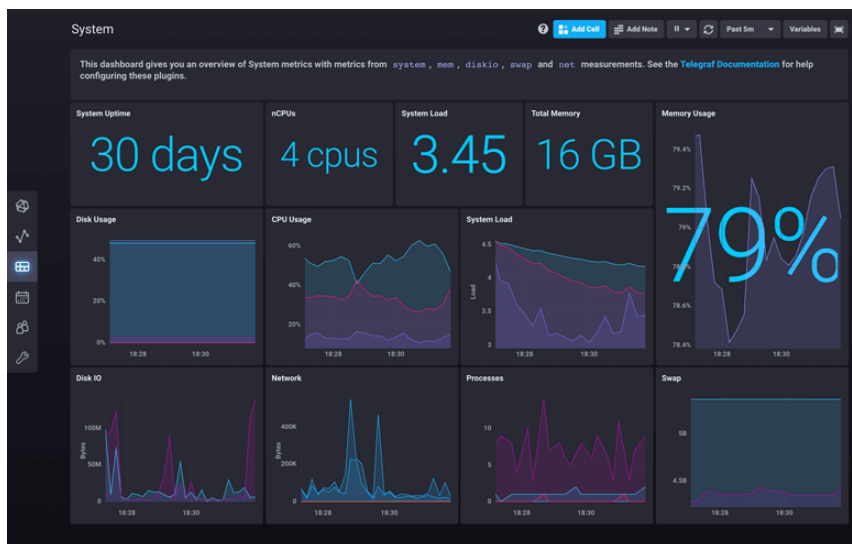 System
Add Cell
Add Note
Past 5m
Variables
This dashboard gives you an overview of System metrics with metrics from system, mem, diskio, swap and net measurements. See the Telegraf Documentation for help
configuring these plugins.
System Uptime
30 days
nCPUs
4 cpus
System Load
3.45
Total Memory
16 GB
Memory Usage
79%
79.4%
79.2%
79%
78.8%
78.6%
78.4%
18:28
18:30
Disk Usage
40%
20%
0%
18:28
18:30
CPU Usage
60%
40%
20%
18:28
18:30
System Load
Load
4.5
4
3.5
3
18:28
18:30
Disk IO
Bytes
100M
50M
0
18:28
18:30
Network
Bytes
400K
200K
0
18:28
18:30
Processes
10
5
0
18:28
18:30
Swap
5B
4.5B
18:28
18:30